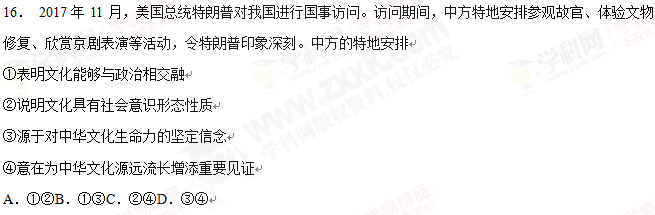 16． 2017 年 11 月，美国总统特朗普对我国进行国事访问。访问期间，中方特地安排参观故宫、体验文物
修复、欣赏京剧表演等活动，令特朗普印象深刻。中方的特地安排
①表明文化能够与政治相交融
②说明文化具有社会意识形态性质
③源于对中华文化生命力的坚定信念
④意在为中华文化源远流长增添重要见证
A．①②B．①③C．②④D．③④